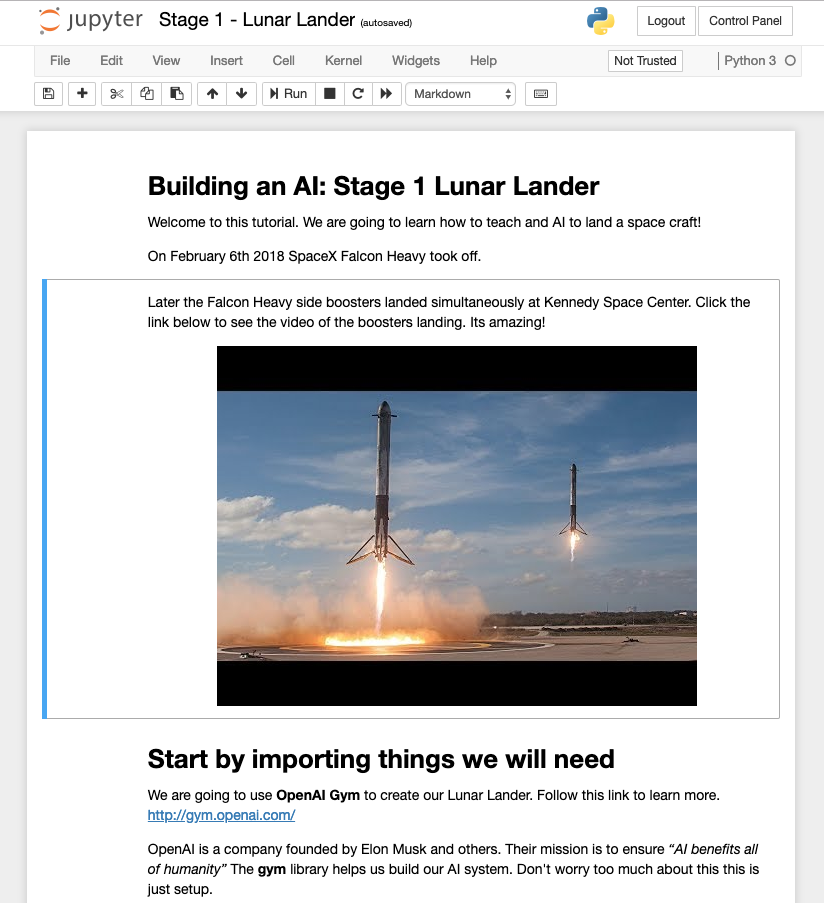 jupyter Stage 1 - Lunar Lander (autosaved) Logout Control Panel
File Edit View Insert Cell Kernel Widgets Help Not Trusted Python 3
Run Markdown
Building an AI: Stage 1 Lunar Lander
Welcome to this tutorial. We are going to learn how to teach and AI to land a space craft!
On February 6th 2018 SpaceX Falcon Heavy took off.
Later the Falcon Heavy side boosters landed simultaneously at Kennedy Space Center. Click the
link below to see the video of the boosters landing. Its amazing!
Start by importing things we will need
We are going to use OpenAI Gym to create our Lunar Lander. Follow this link to learn more.
http://gym.openai.com/
OpenAI is a company founded by Elon Musk and others. Their mission is to ensure “AI benefits all
of humanity” The gym library helps us build our AI system. Don't worry too much about this this is
just setup.